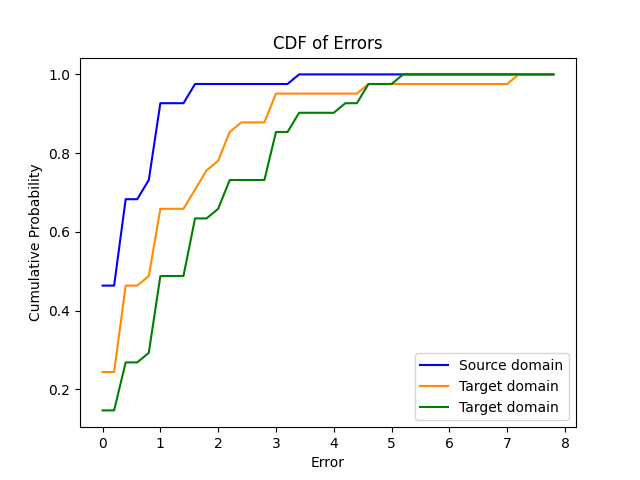 CDF of Errors
1.0
0.8
0.6
0.4
0.2
Cumulative Probability
Source domain
Target domain
Target domain
0 1 2 3 4 5 6 7 8
Error